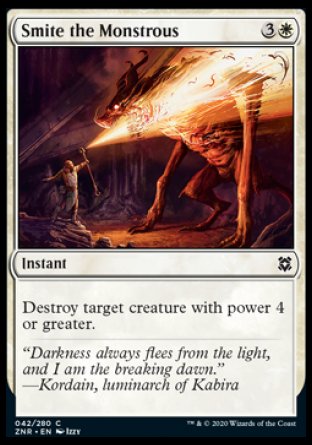 Smite the Monstrous 3
Instant
Destroy target creature with power 4
or greater.
“Darkness always flees from the light,
and I am the breaking dawn.”
—Kordain, luminarch of Kabira
042/280 C
ZNR • EN Izzy
™ & © 2020 Wizards of the Coast